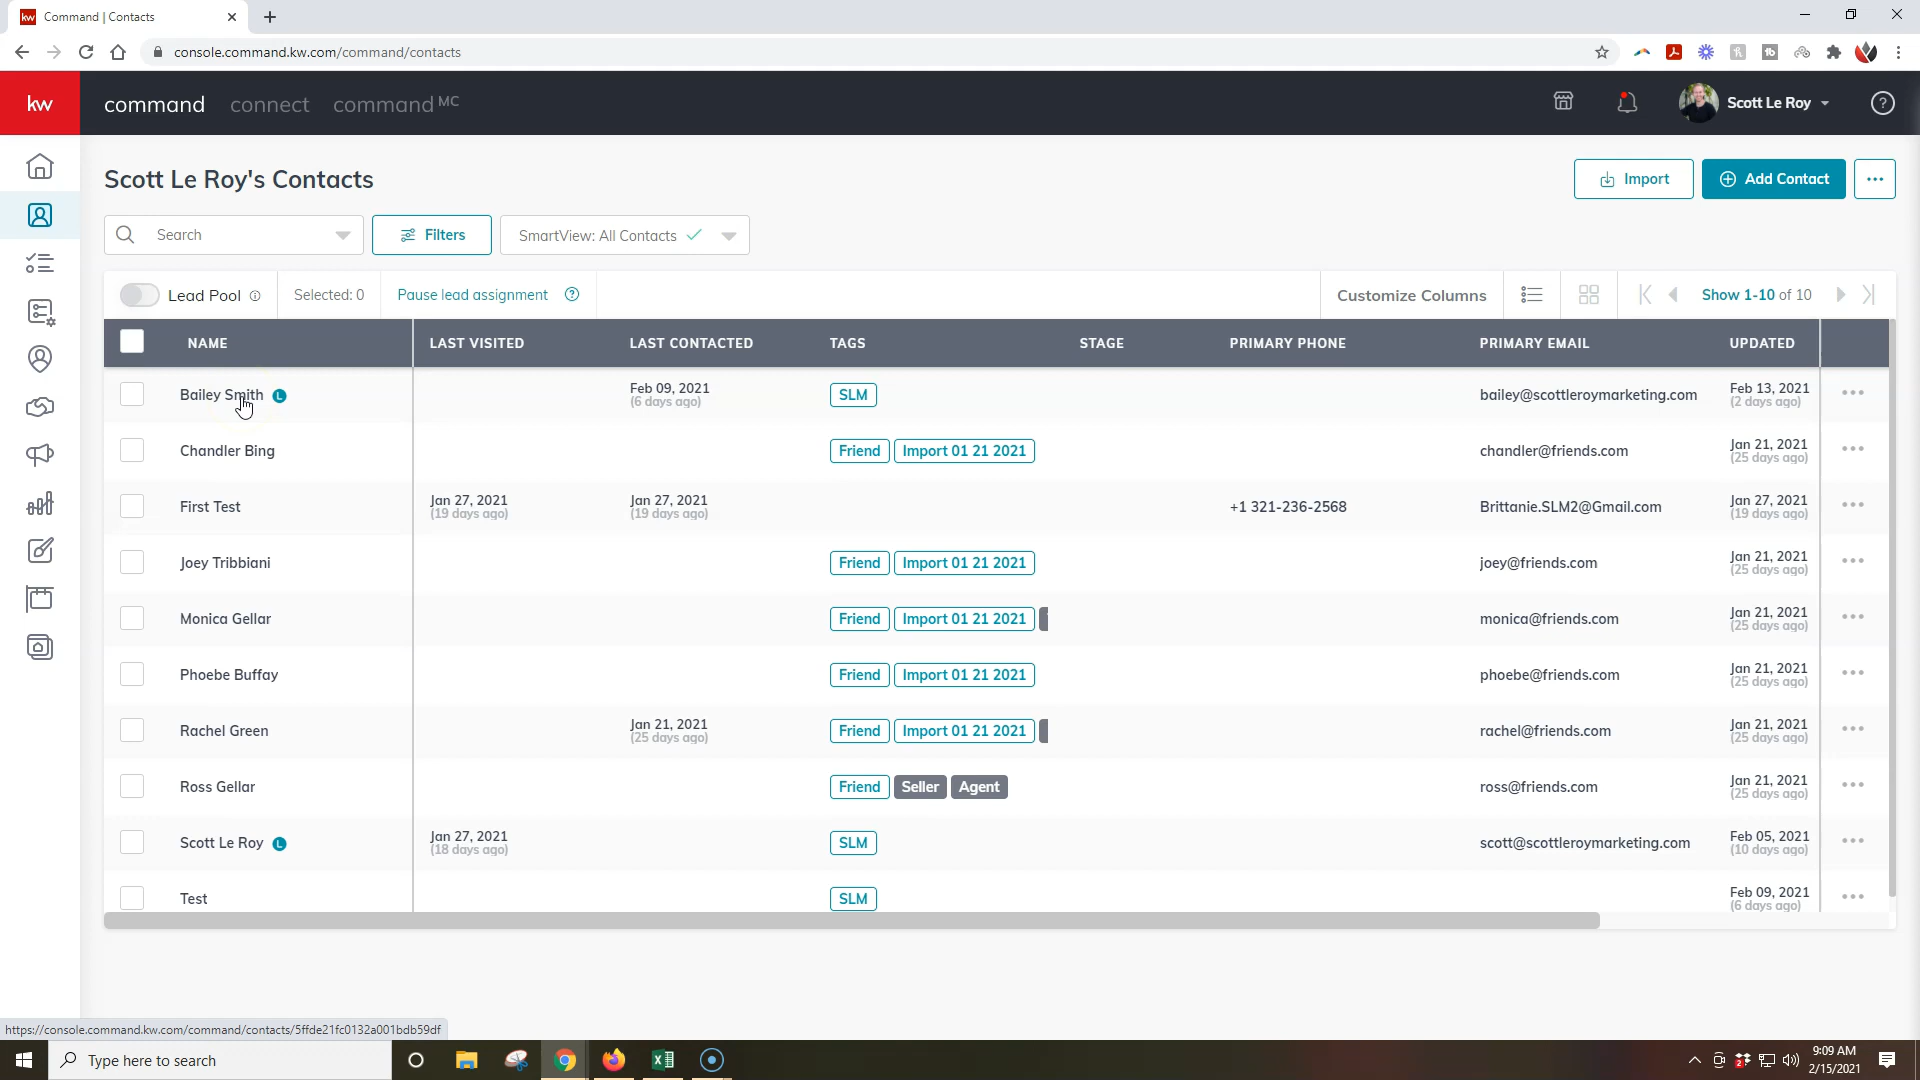 kw Command | Contacts
console.command.kw.com/command/contacts
kw command connect command MC Scott Le Roy
Scott Le Roy's Contacts
Import Add Contact
Search Filters SmartView: All Contacts
Lead Pool Selected: 0 Pause lead assignment Customize Columns Show 1-10 of 10
NAME LAST VISITED LAST CONTACTED TAGS STAGE PRIMARY PHONE PRIMARY EMAIL UPDATED
Bailey Smith L Feb 09, 2021 SLM bailey@scottleroymarketing.com Feb 13, 2021
(6 days ago) (2 days ago)
Chandler Bing Friend Import 01 21 2021 chandler@friends.com Jan 21, 2021
(25 days ago)
First Test Jan 27, 2021 Jan 27, 2021 +1 321-236-2568 Brittanie.SLM2@Gmail.com Jan 27, 2021
(19 days ago) (19 days ago) (19 days ago)
Joey Tribbiani Friend Import 01 21 2021 joey@friends.com Jan 21, 2021
(25 days ago)
Monica Gellar Friend Import 01 21 2021 monica@friends.com Jan 21, 2021
(25 days ago)
Phoebe Buffay Friend Import 01 21 2021 phoebe@friends.com Jan 21, 2021
(25 days ago)
Rachel Green Jan 21, 2021 Friend Import 01 21 2021 rachel@friends.com Jan 21, 2021
(25 days ago) (25 days ago)
Ross Gellar Friend Seller Agent ross@friends.com Jan 21, 2021
(25 days ago)
Scott Le Roy L Jan 27, 2021 SLM scott@scottleroymarketing.com Feb 05, 2021
(18 days ago) (10 days ago)
Test SLM Feb 09, 2021
(6 days ago)
https://console.command.kw.com/command/contacts/5ffde21fc0132a001bdb59df
Type here to search 9:09 AM
2/15/2021